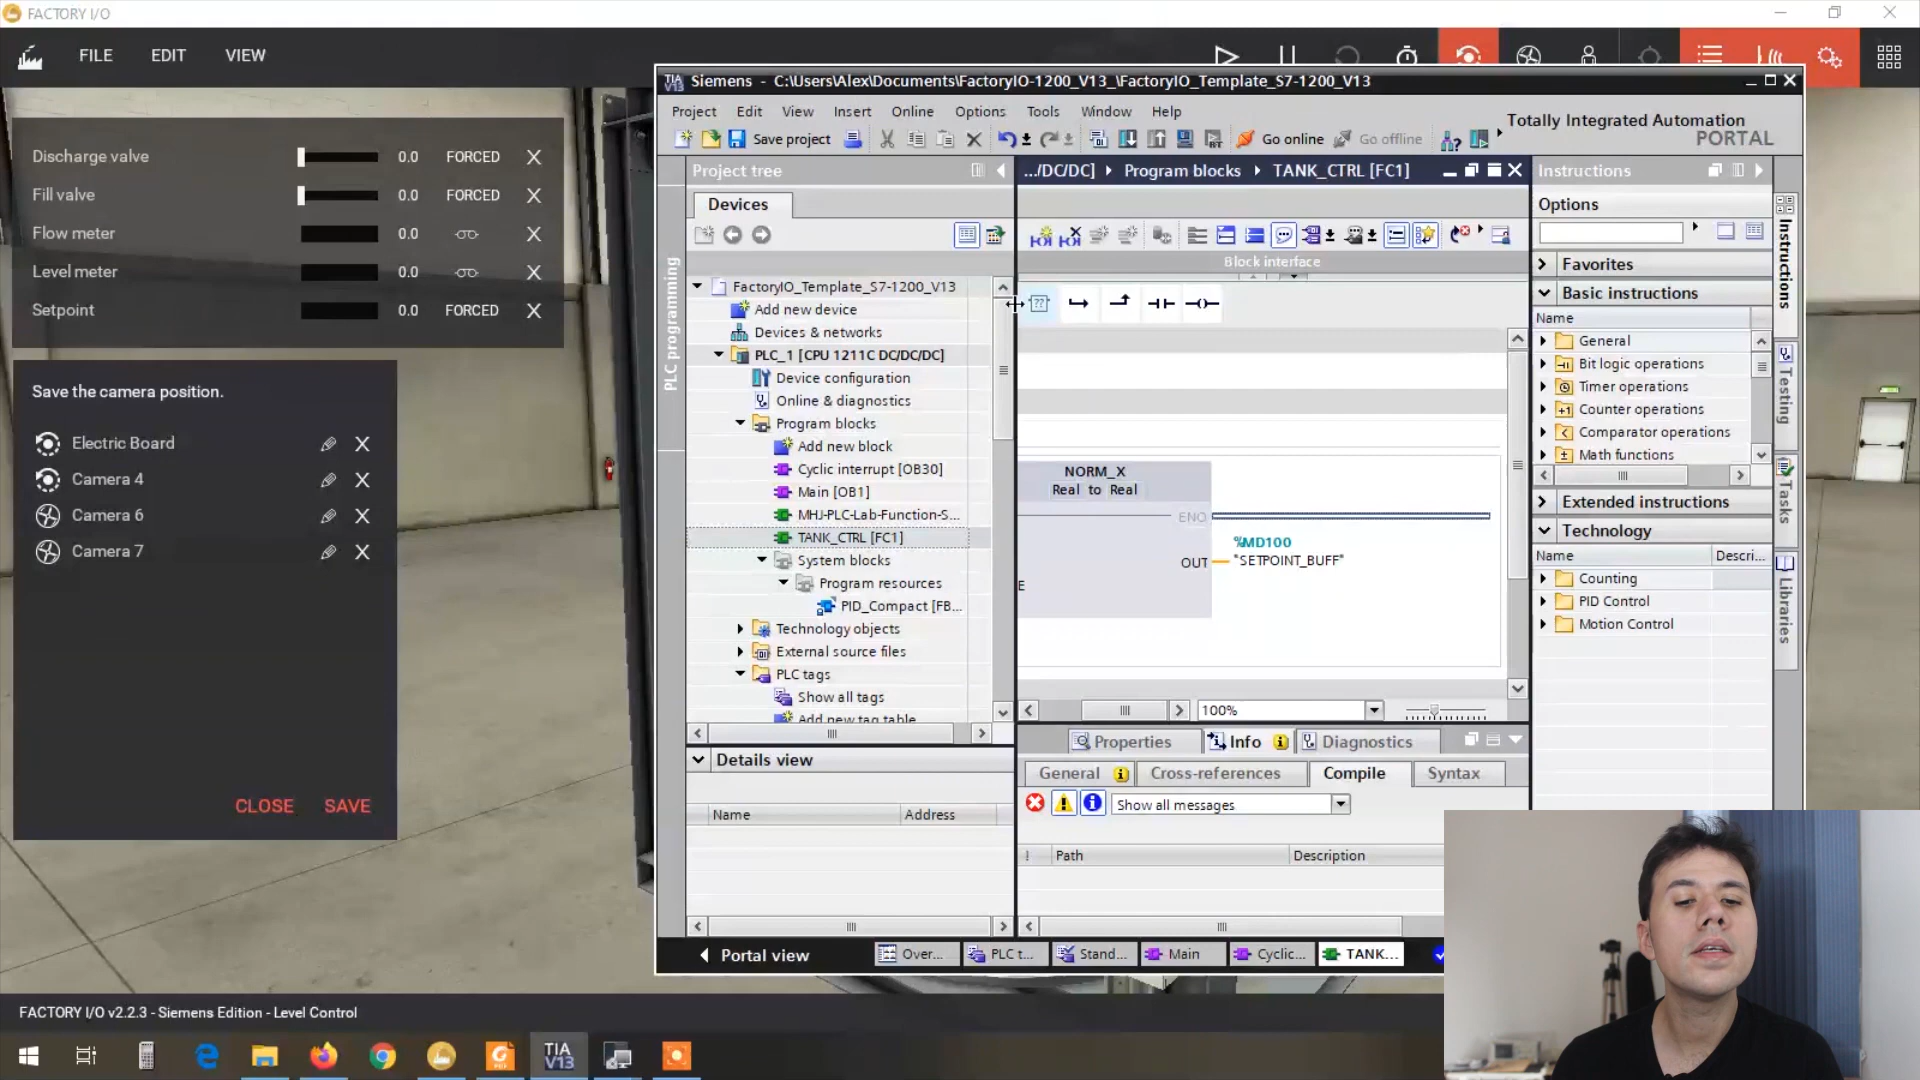 FACTORY I/O
FILE
EDIT
VIEW
Discharge valve
0.0
FORCED
X
Fill valve
0.0
FORCED
X
Flow meter
0.0
X
Level meter
0.0
X
Setpoint
0.0
FORCED
X
Save the camera position.
Electric Board
X
Camera 4
X
Camera 6
X
Camera 7
X
CLOSE
SAVE
TIA V13
Siemens - C:\Users\Alex\Documents\FactoryIO-1200_V13_\FactoryIO_Template_S7-1200_V13
Project
Edit
View
Insert
Online
Options
Tools
Window
Help
Totally Integrated Automation
PORTAL
Save project
Go online
Go offline
Project tree
.../DC/DC]
Program blocks
TANK_CTRL [FC1]
Instructions
Devices
Options
Block interface
PLC programming
FactoryIO_Template_S7-1200_V13
Add new device
Devices & networks
PLC_1 [CPU 1211C DC/DC/DC]
Device configuration
Online & diagnostics
Program blocks
Add new block
Cyclic interrupt [OB30]
Main [OB1]
MHJ-PLC-Lab-Function-S...
TANK_CTRL [FC1]
System blocks
Program resources
PID_Compact [FB...
Technology objects
External source files
PLC tags
Show all tags
Add new tag table
Details view
Name
Address
??
NORM_X
Real to Real
ENO
%MD100
OUT
"SETPOINT_BUFF"
E
100%
Properties
Info
Diagnostics
General
Cross-references
Compile
Syntax
Show all messages
!
Path
Description
Favorites
Basic instructions
Name
General
Bit logic operations
Timer operations
Counter operations
Comparator operations
Math functions
Extended instructions
Technology
Name
Descri...
Counting
PID Control
Motion Control
Instructions
Testing
Tasks
Libraries
Portal view
Over...
PLC t...
Stand...
Main
Cyclic...
TANK...
FACTORY I/O v2.2.3 - Siemens Edition - Level Control
TIA
V13